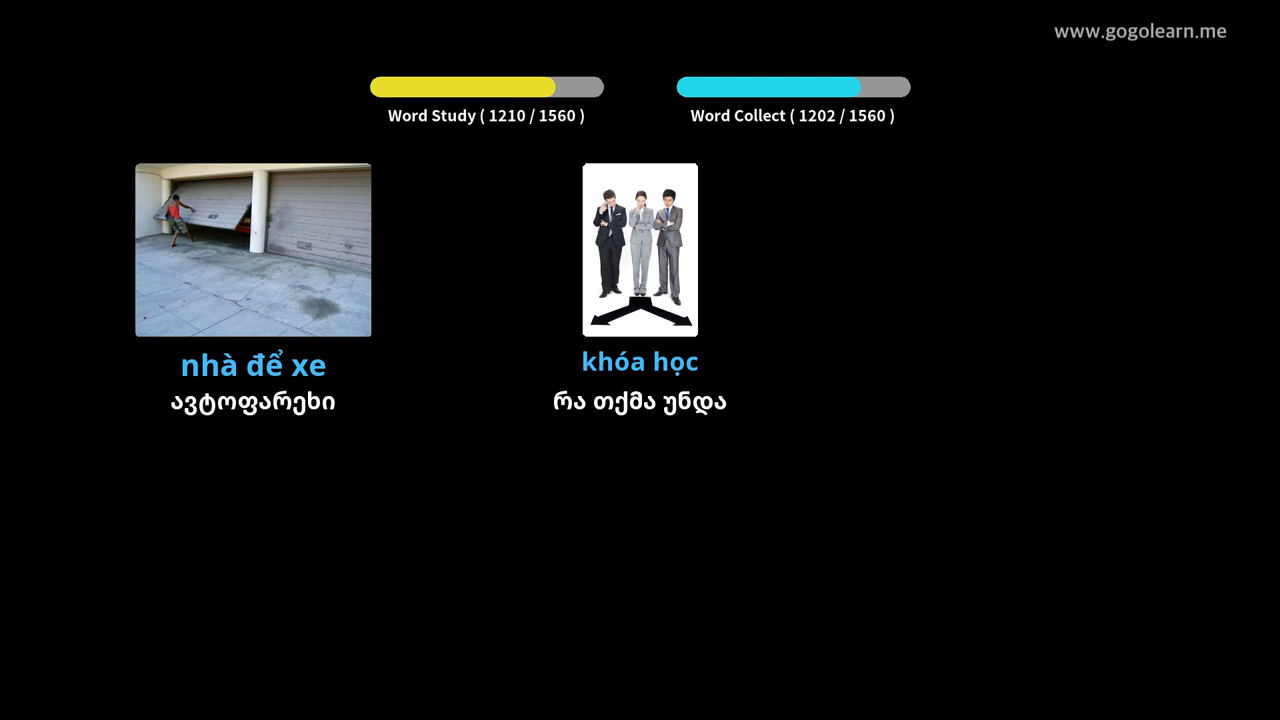 www.gogolearn.me
Word Study ( 1210 / 1560 )
Word Collect ( 1202 / 1560 )
nhà để xe
ავტოფარეხი
khóa học
რა თქმა უნდა